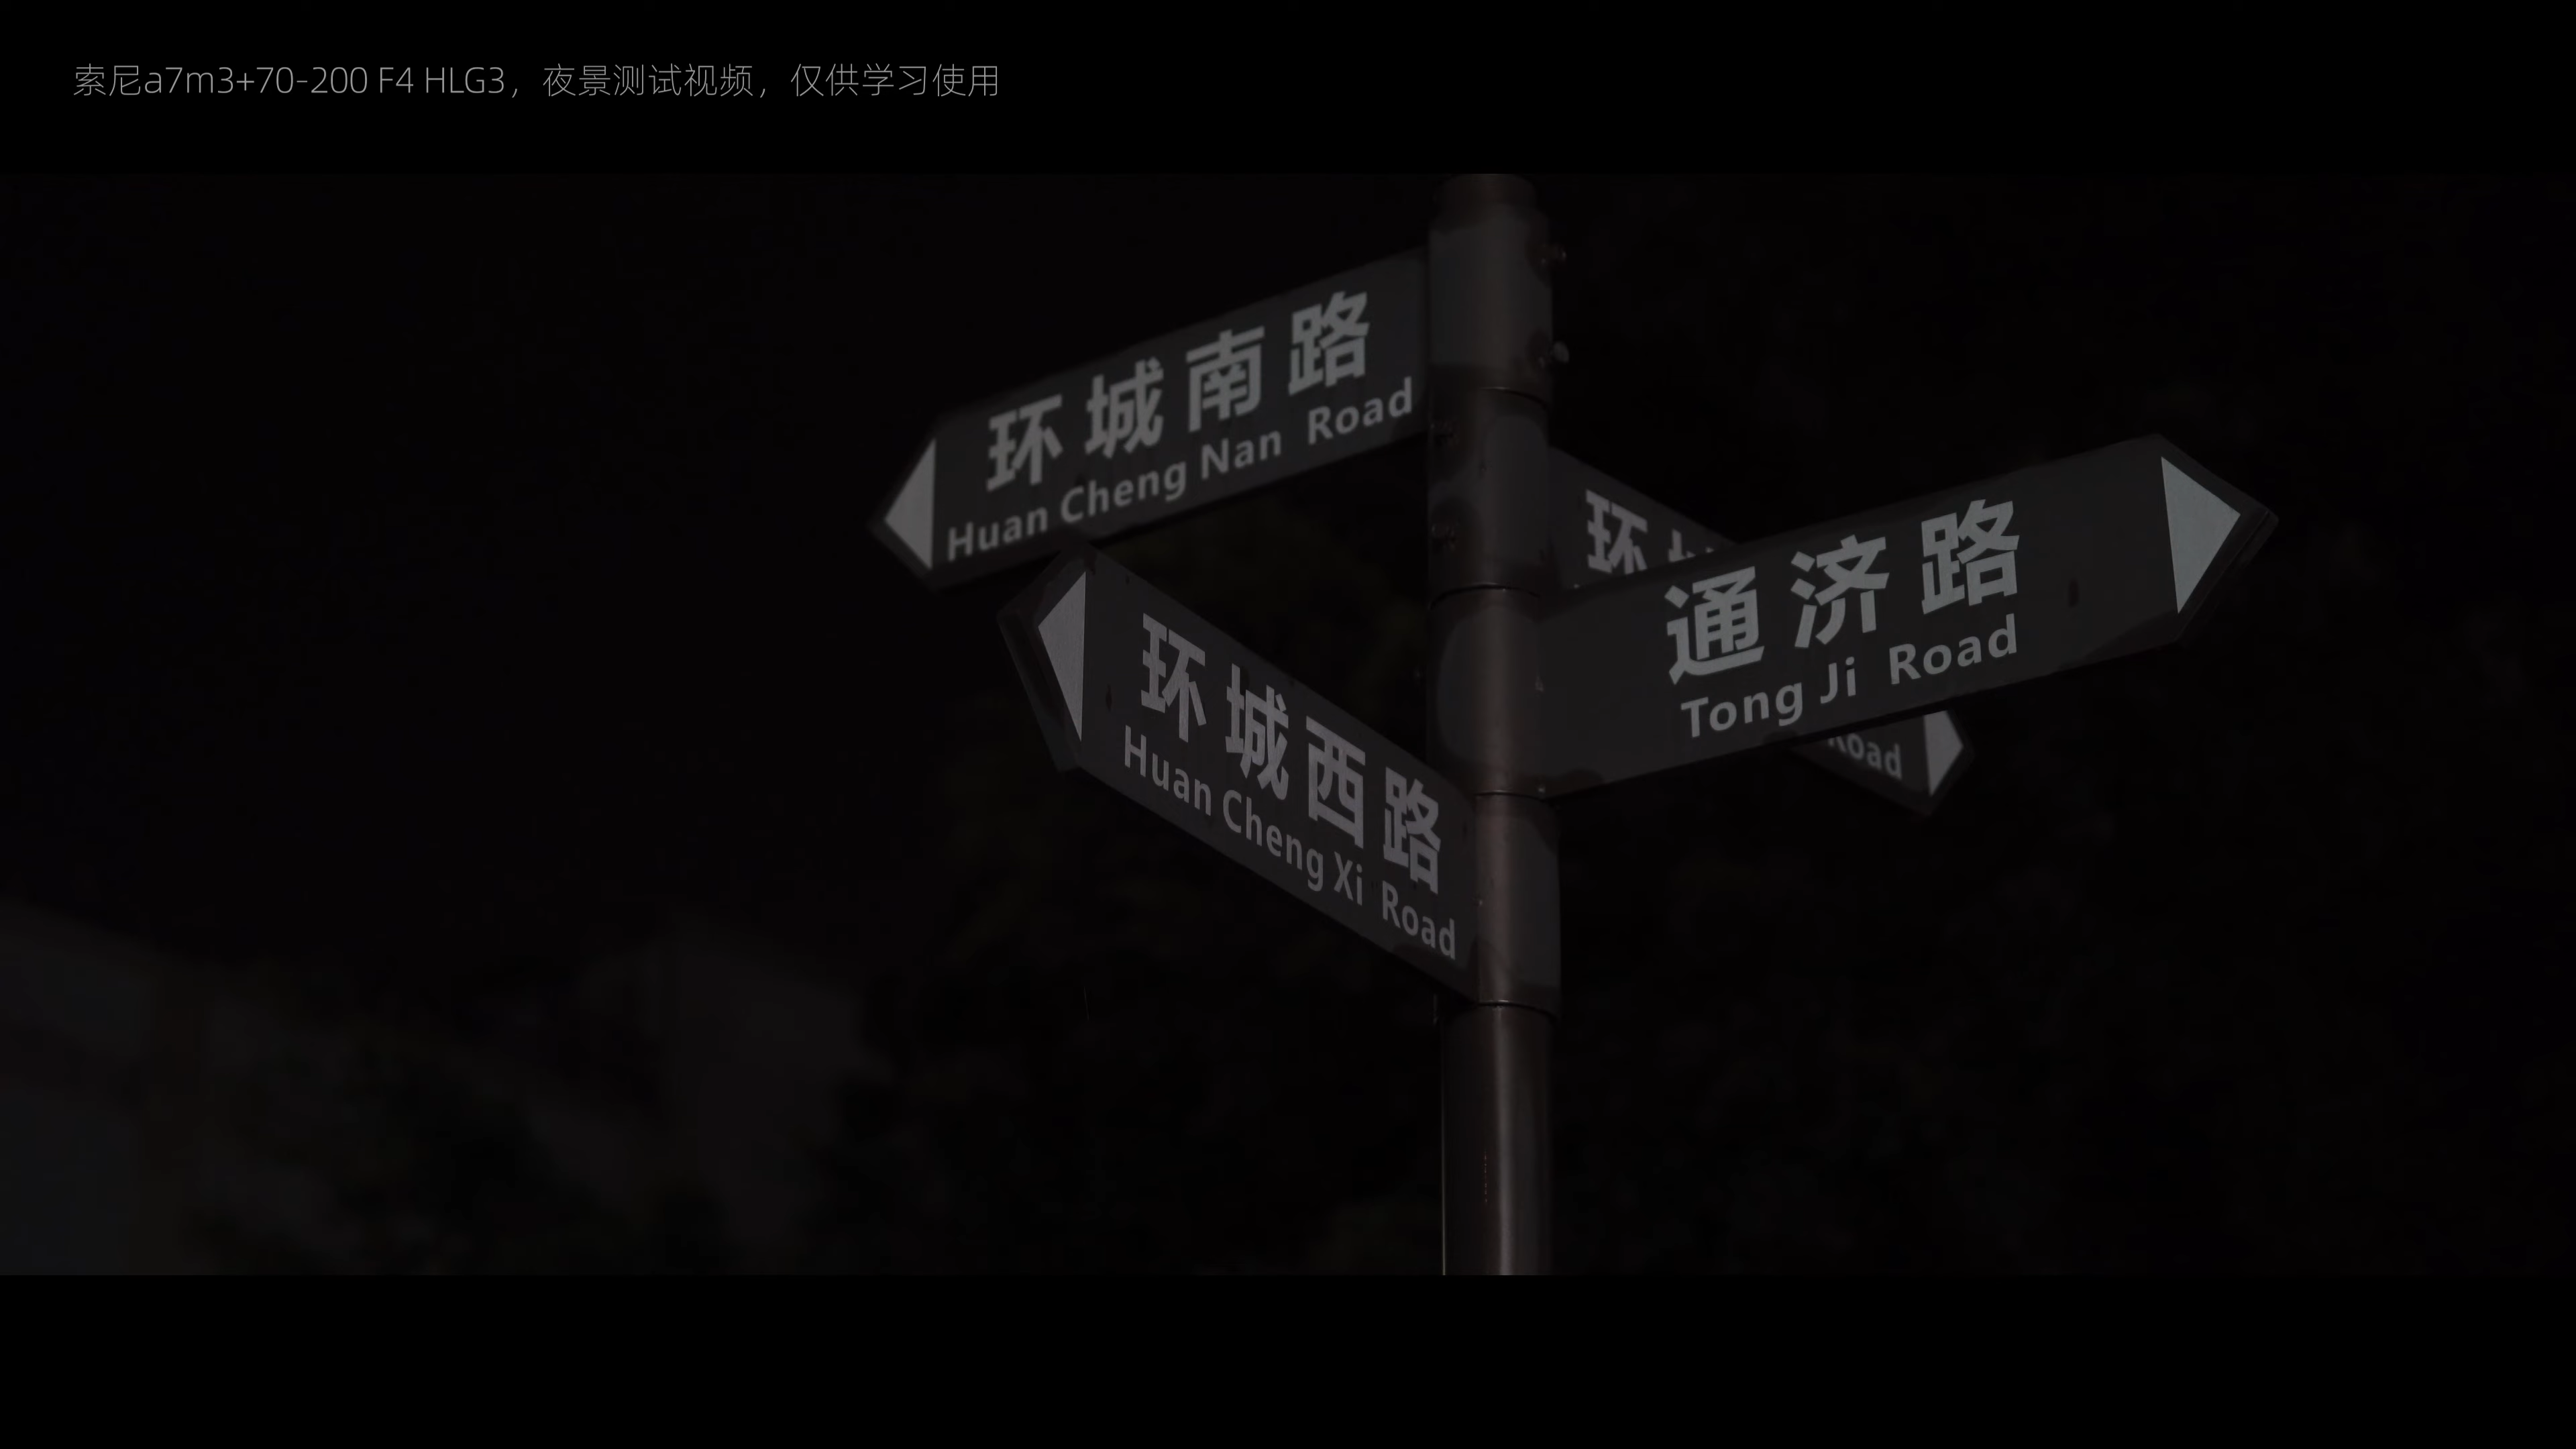 索尼a7m3+70-200 F4 HLG3，夜景测试视频，仅供学习使用
环城南路
Huan Cheng Nan Road
环
Road
通济路
Tong Ji Road
环城西路
Huan Cheng Xi Road